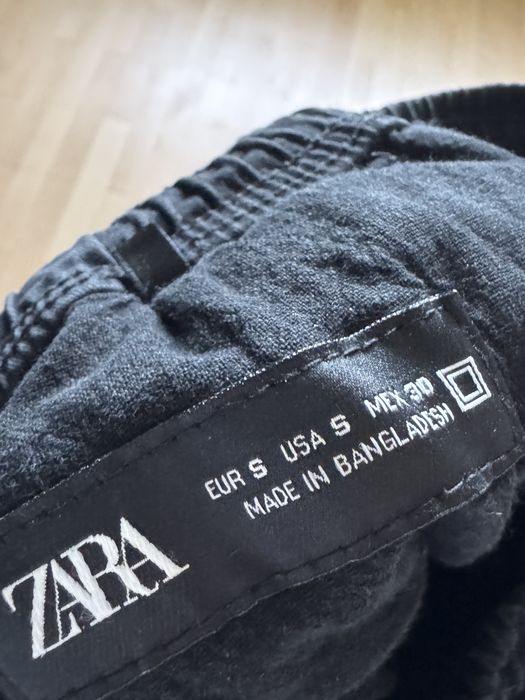 ZARA
EUR S USA S MEX 30
MADE IN BANGLADESH